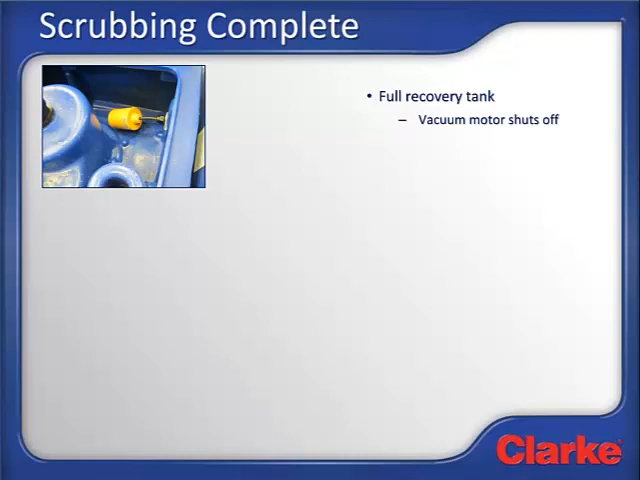 Scrubbing Complete
• Full recovery tank
– Vacuum motor shuts off
Clarke